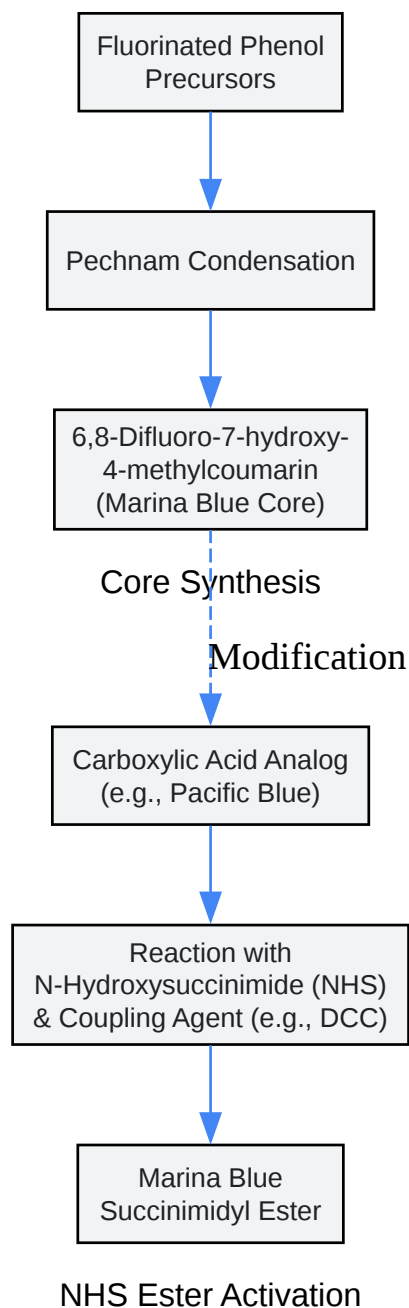 Fluorinated Phenol
Precursors
Pechnam Condensation
6,8-Difluoro-7-hydroxy-
4-methylcoumarin
(Marina Blue Core)
Core Synthesis
Modification
Carboxylic Acid Analog
(e.g., Pacific Blue)
Reaction with
N-Hydroxysuccinimide (NHS)
& Coupling Agent (e.g., DCC)
Marina Blue
Succinimidyl Ester
NHS Ester Activation